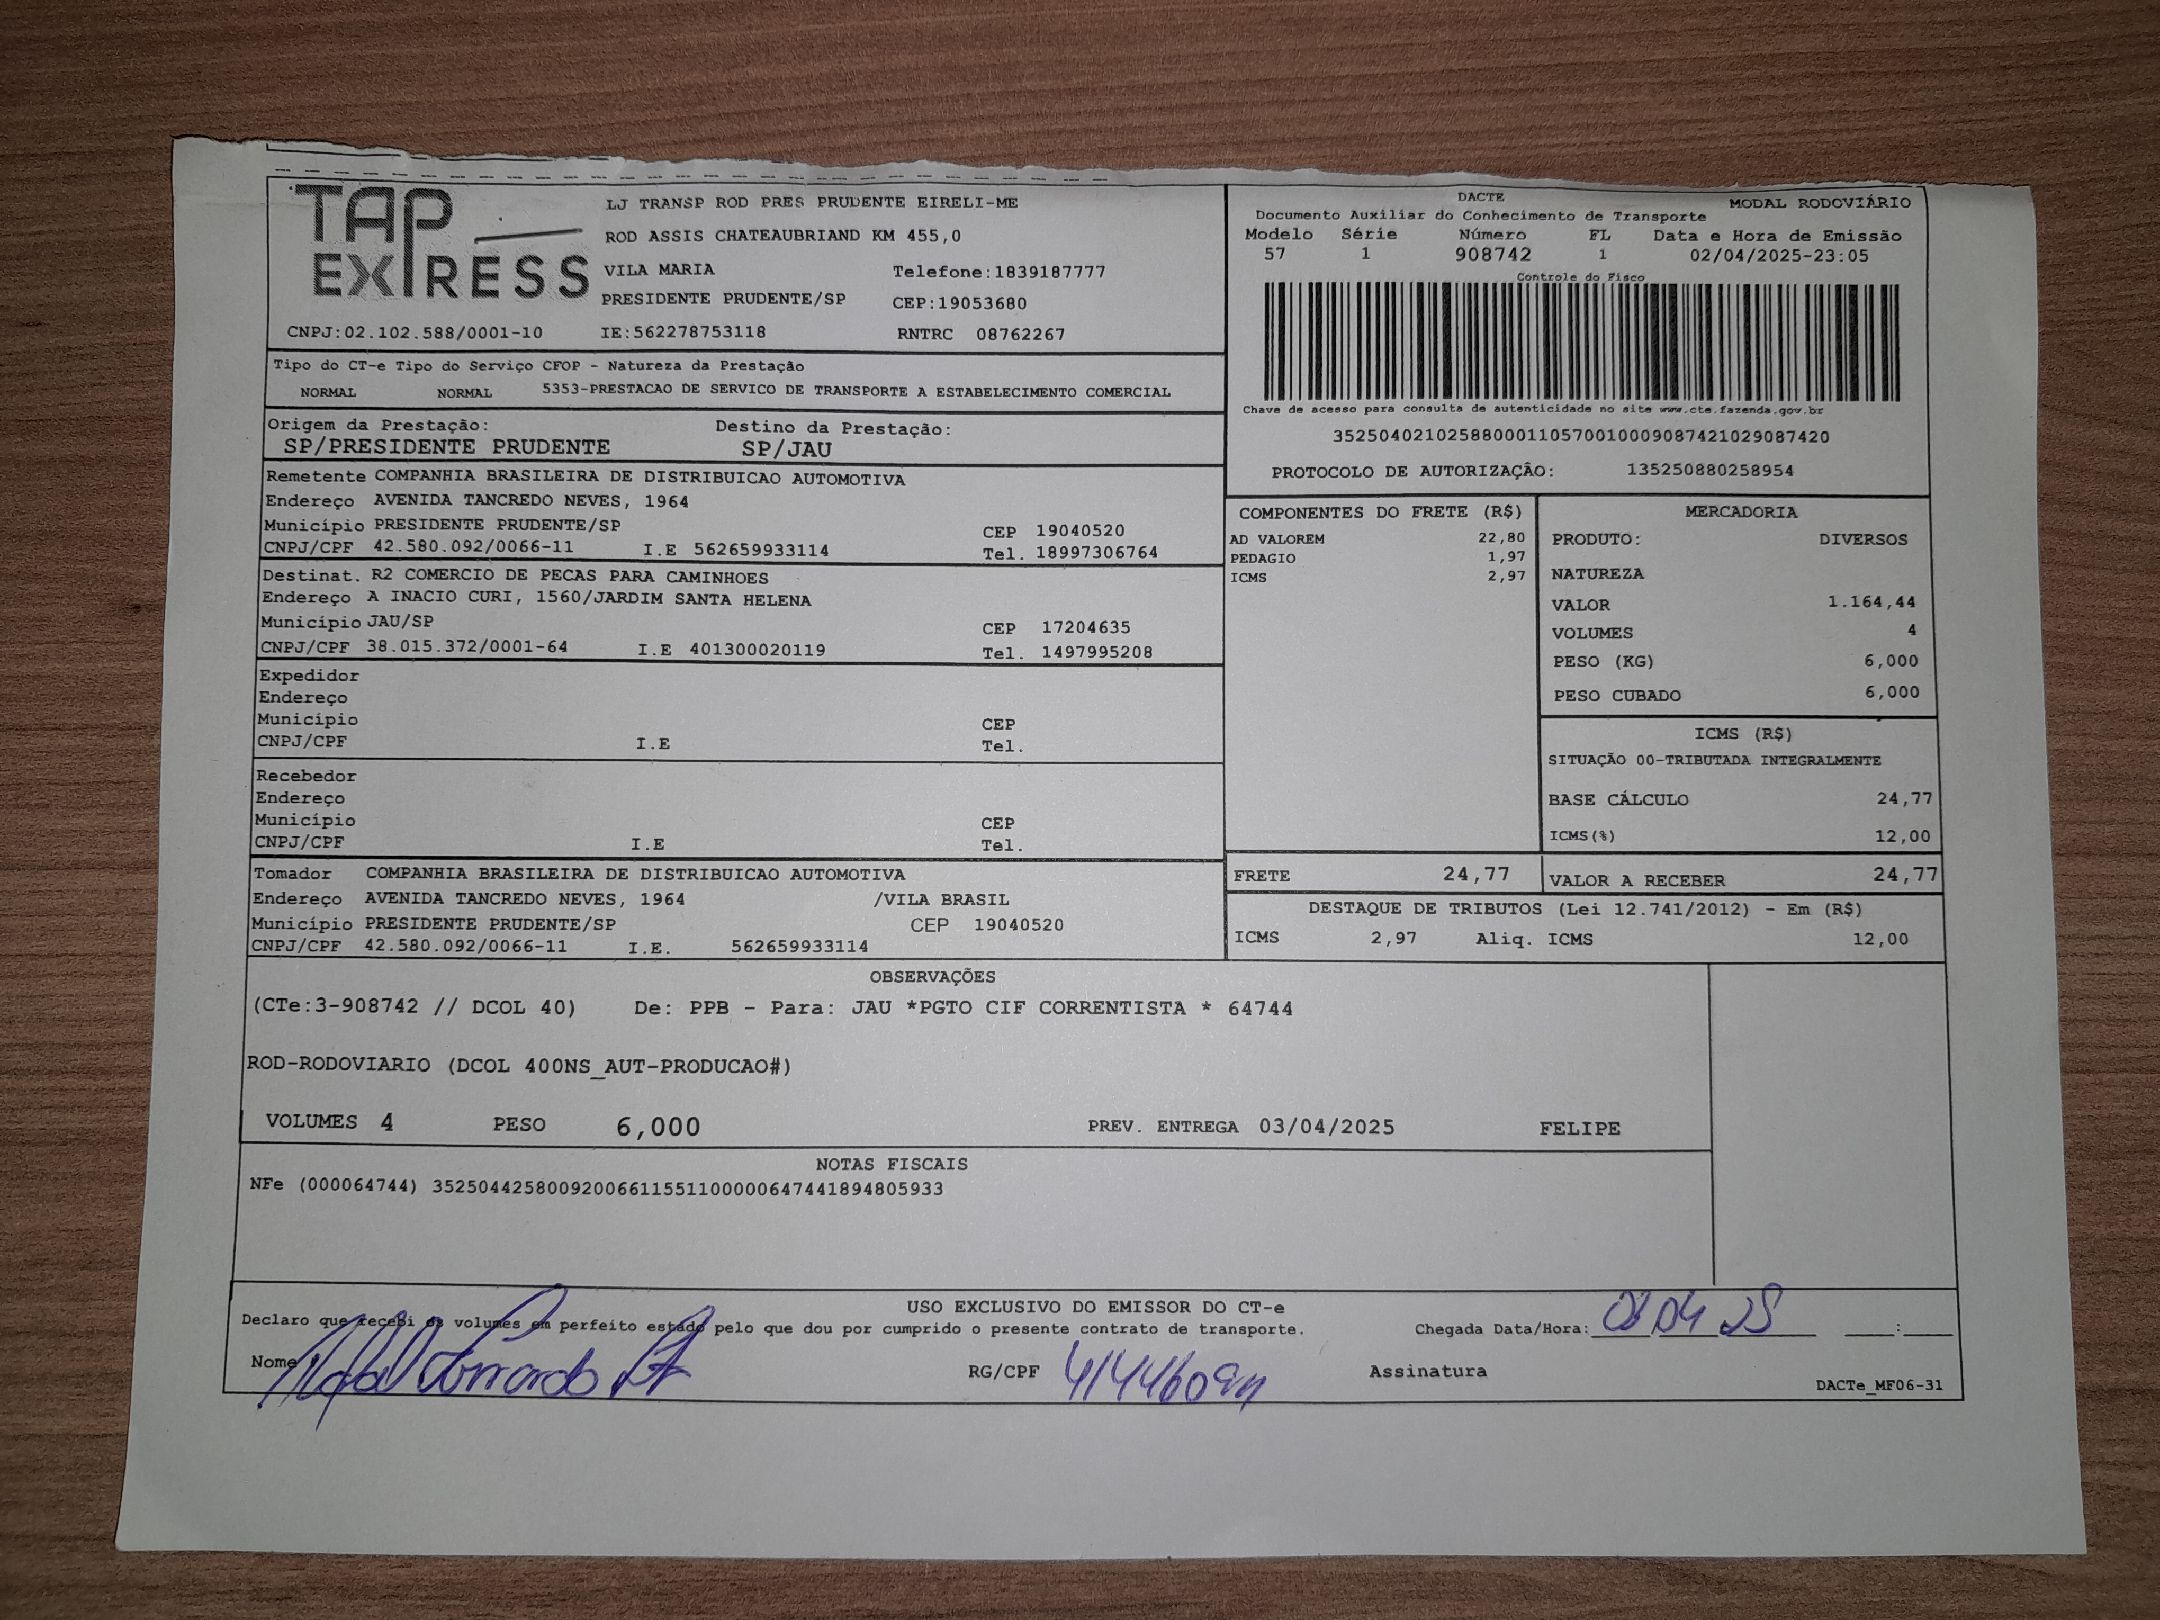 TAP EXPRESS
LJ TRANSP ROD PRES PRUDENTE EIRELI-ME
ROD ASSIS CHATEAUBRIAND KM 455,0
VILA MARIA Telefone:1839187777
PRESIDENTE PRUDENTE/SP CEP:19053680
CNPJ:02.102.588/0001-10 IE:562278753118 RNTRC 08762267
DACTE MODAL RODOVIÁRIO
Documento Auxiliar do Conhecimento de Transporte
Modelo Série Número FL Data e Hora de Emissão
57 1 908742 1 02/04/2025-23:05
Controle do Fisco
Chave de acesso para consulta de autenticidade no site www.cte.fazenda.gov.br
35250402102588000110570010009087421029087420
PROTOCOLO DE AUTORIZAÇÃO: 135250880258954
Tipo do CT-e Tipo do Serviço CFOP - Natureza da Prestação
NORMAL NORMAL 5353-PRESTACAO DE SERVICO DE TRANSPORTE A ESTABELECIMENTO COMERCIAL
Origem da Prestação: Destino da Prestação:
SP/PRESIDENTE PRUDENTE SP/JAU
Remetente COMPANHIA BRASILEIRA DE DISTRIBUICAO AUTOMOTIVA
Endereço AVENIDA TANCREDO NEVES, 1964
Município PRESIDENTE PRUDENTE/SP CEP 19040520
CNPJ/CPF 42.580.092/0066-11 I.E 562659933114 Tel. 18997306764
Destinat. R2 COMERCIO DE PECAS PARA CAMINHOES
Endereço A INACIO CURI, 1560/JARDIM SANTA HELENA
Município JAU/SP CEP 17204635
CNPJ/CPF 38.015.372/0001-64 I.E 401300020119 Tel. 1497995208
Expedidor
Endereço
Município CEP
CNPJ/CPF I.E Tel.
Recebedor
Endereço
Município CEP
CNPJ/CPF I.E Tel.
Tomador COMPANHIA BRASILEIRA DE DISTRIBUICAO AUTOMOTIVA
Endereço AVENIDA TANCREDO NEVES, 1964 /VILA BRASIL
Município PRESIDENTE PRUDENTE/SP CEP 19040520
CNPJ/CPF 42.580.092/0066-11 I.E. 562659933114
COMPONENTES DO FRETE (R$)
AD VALOREM 22,80
PEDAGIO 1,97
ICMS 2,97
MERCADORIA
PRODUTO: DIVERSOS
NATUREZA
VALOR 1.164,44
VOLUMES 4
PESO (KG) 6,000
PESO CUBADO 6,000
ICMS (R$)
SITUAÇÃO 00-TRIBUTADA INTEGRALMENTE
BASE CÁLCULO 24,77
ICMS(%) 12,00
FRETE 24,77 VALOR A RECEBER 24,77
DESTAQUE DE TRIBUTOS (Lei 12.741/2012) - Em (R$)
ICMS 2,97 Aliq. ICMS 12,00
OBSERVAÇÕES
(CTe:3-908742 // DCOL 40) De: PPB - Para: JAU *PGTO CIF CORRENTISTA * 64744
ROD-RODOVIARIO (DCOL 400NS_AUT-PRODUCAO#)
VOLUMES 4 PESO 6,000 PREV. ENTREGA 03/04/2025 FELIPE
NOTAS FISCAIS
NFe (000064744) 35250442580092006611551100000647441894805933
USO EXCLUSIVO DO EMISSOR DO CT-e
Declaro que recebi os volumes em perfeito estado pelo que dou por cumprido o presente contrato de transporte. Chegada Data/Hora: 03 04 25
Nome RG/CPF Assinatura
DACTe_MF06-31